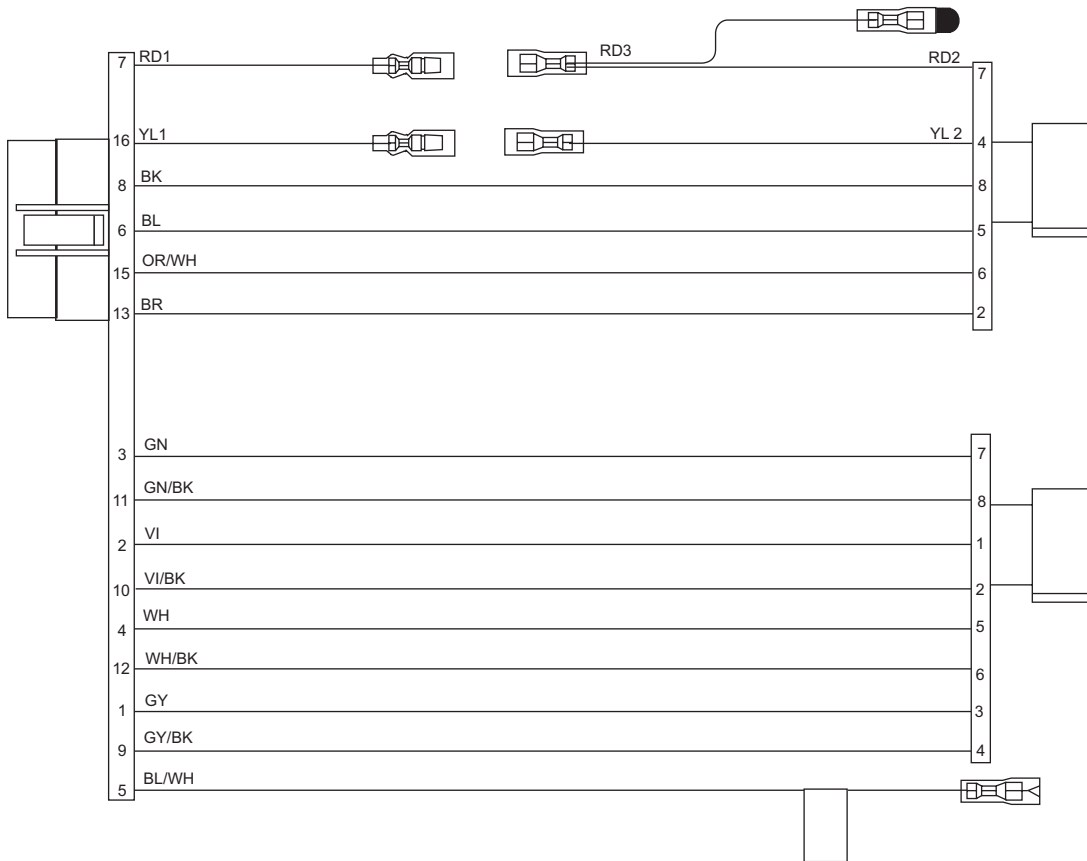 RD3
7 RD1 RD2 7
16 YL1 YL 2 4
8 BK 8
6 BL 5
15 OR/WH 6
13 BR 2
3 GN 7
11 GN/BK 8
2 VI 1
10 VI/BK 2
4 WH 5
12 WH/BK 6
1 GY 3
9 GY/BK 4
5 BL/WH